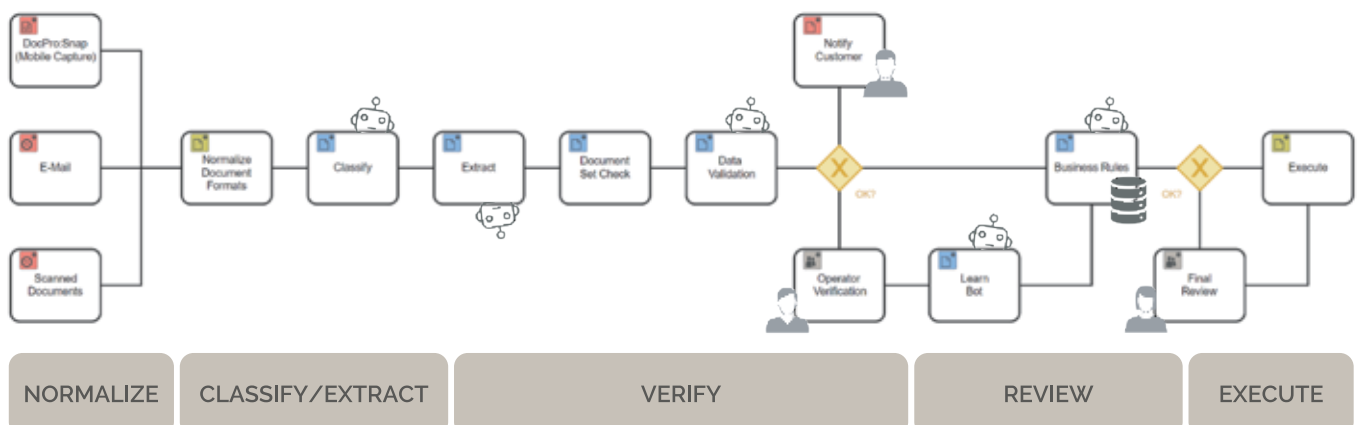 DocPro:Snap
(Mobile Capture)
E-Mail
Scanned
Documents
Normalize
Document
Formats
Classify
Extract
Document
Set Check
Data
Validation
Notify
Customer
X
OK?
Operator
Verification
Learn
Bot
Business Rules
X
OK?
Final
Review
Execute
NORMALIZE
CLASSIFY/EXTRACT
VERIFY
REVIEW
EXECUTE